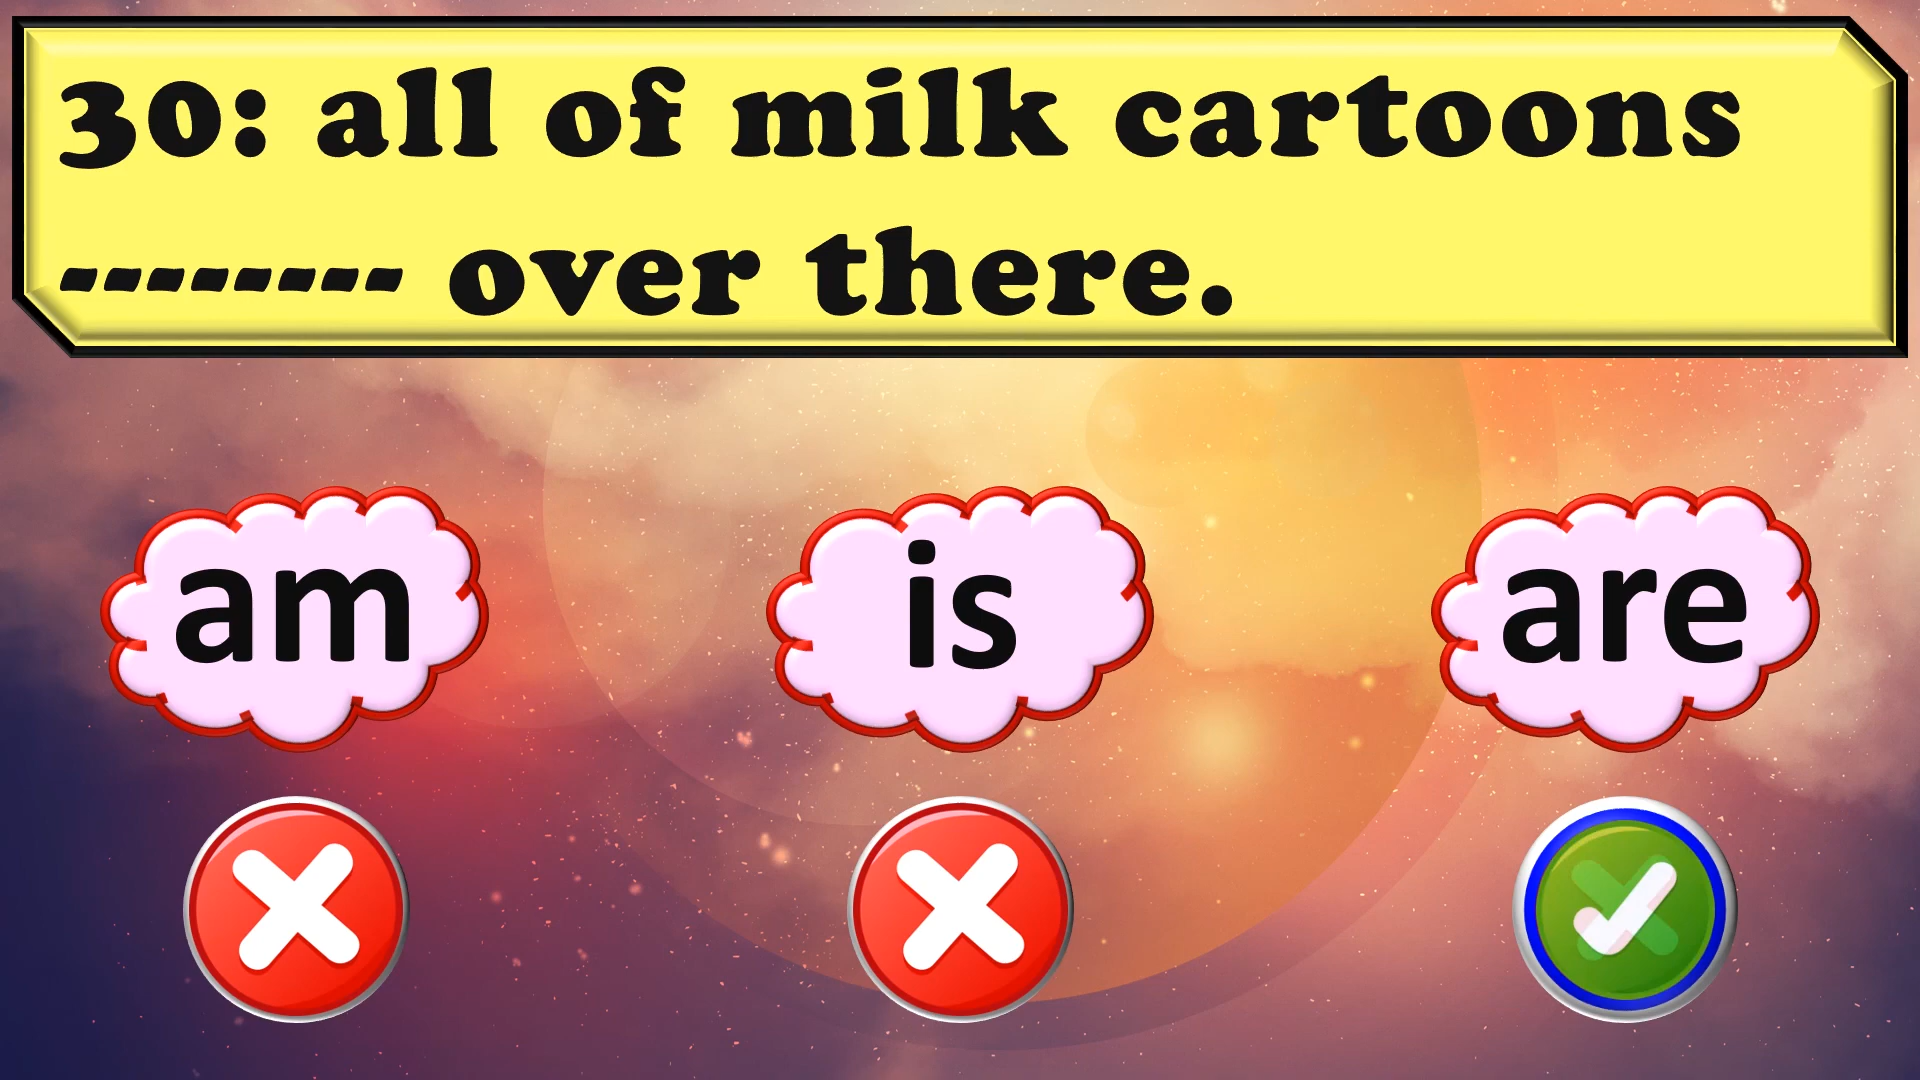 30: all of milk cartoons
-------- over there.
am
is
are